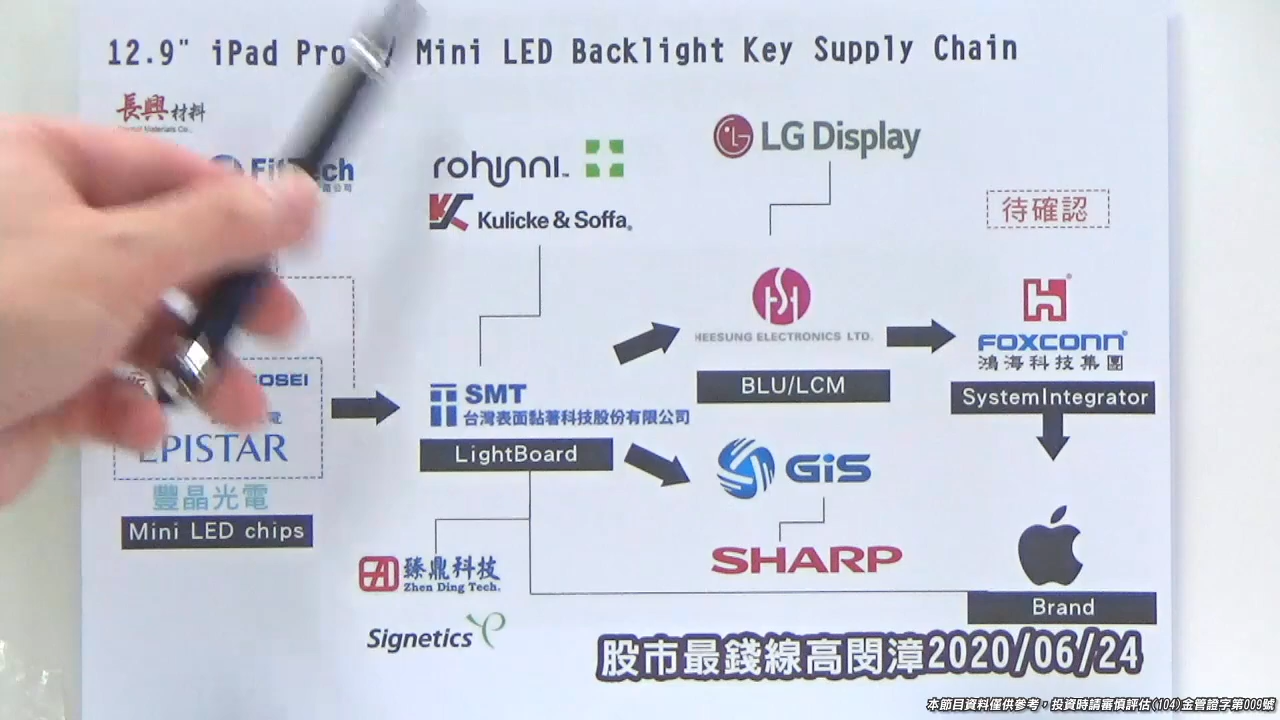 12.9" iPad Pro Mini LED Backlight Key Supply Chain
長興材料
rohinni™
Kulicke & Soffa®
LG Display
待確認
HEESUNG ELECTRONICS LTD.
FOXCONN®
鴻海科技集團
BLU/LCM
SystemIntegrator
SMT
台灣表面黏著科技股份有限公司
LightBoard
OSEI
EPISTAR
豐晶光電
Mini LED chips
GiS
SHARP
臻鼎科技
Zhen Ding Tech.
Signetics
Brand
股市最錢線高閔漳2020/06/24
本節目資料僅供參考，投資時請審慎評估(104)金管證字第009號